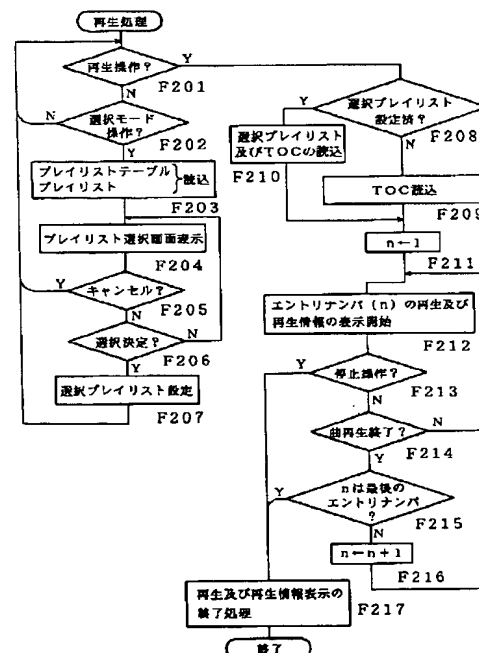 再生処理
再生操作？
Y
N
F201
選択モード
操作？
N
Y
F202
プレイリストテーブル
プレイリスト
読込
F203
プレイリスト選択画面表示
F204
キャンセル？
Y
N
F205
選択決定？
N
Y
F206
選択プレイリスト設定
F207
選択プレイリスト
設定済？
Y
N
F208
選択プレイリスト
及びTOCの読込
F210
TOC読込
F209
n←1
F211
エントリナンバ（n）の再生及び
再生情報の表示開始
F212
停止操作？
Y
N
F213
曲再生終了？
N
Y
F214
nは最後の
エントリナンバ
？
Y
N
F215
n←n＋1
F216
再生及び再生情報表示の
終了処理
F217
終了